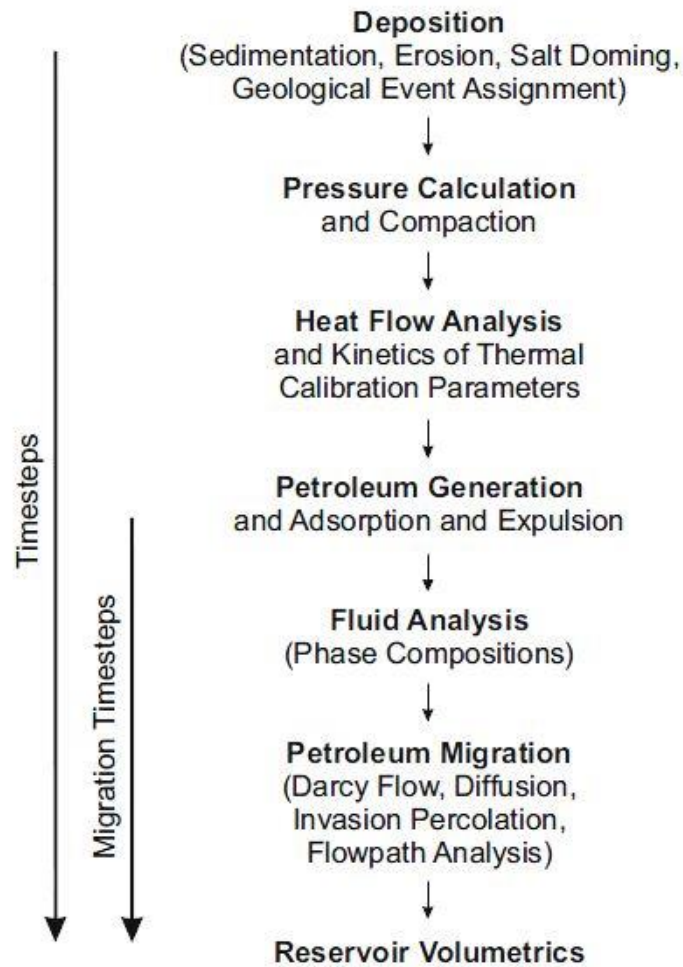 Deposition
(Sedimentation, Erosion, Salt Doming,
Geological Event Assignment)
Pressure Calculation
and Compaction
Heat Flow Analysis
and Kinetics of Thermal
Calibration Parameters
Petroleum Generation
and Adsorption and Expulsion
Fluid Analysis
(Phase Compositions)
Petroleum Migration
(Darcy Flow, Diffusion,
Invasion Percolation,
Flowpath Analysis)
Reservoir Volumetrics
Timesteps
Migration Timesteps